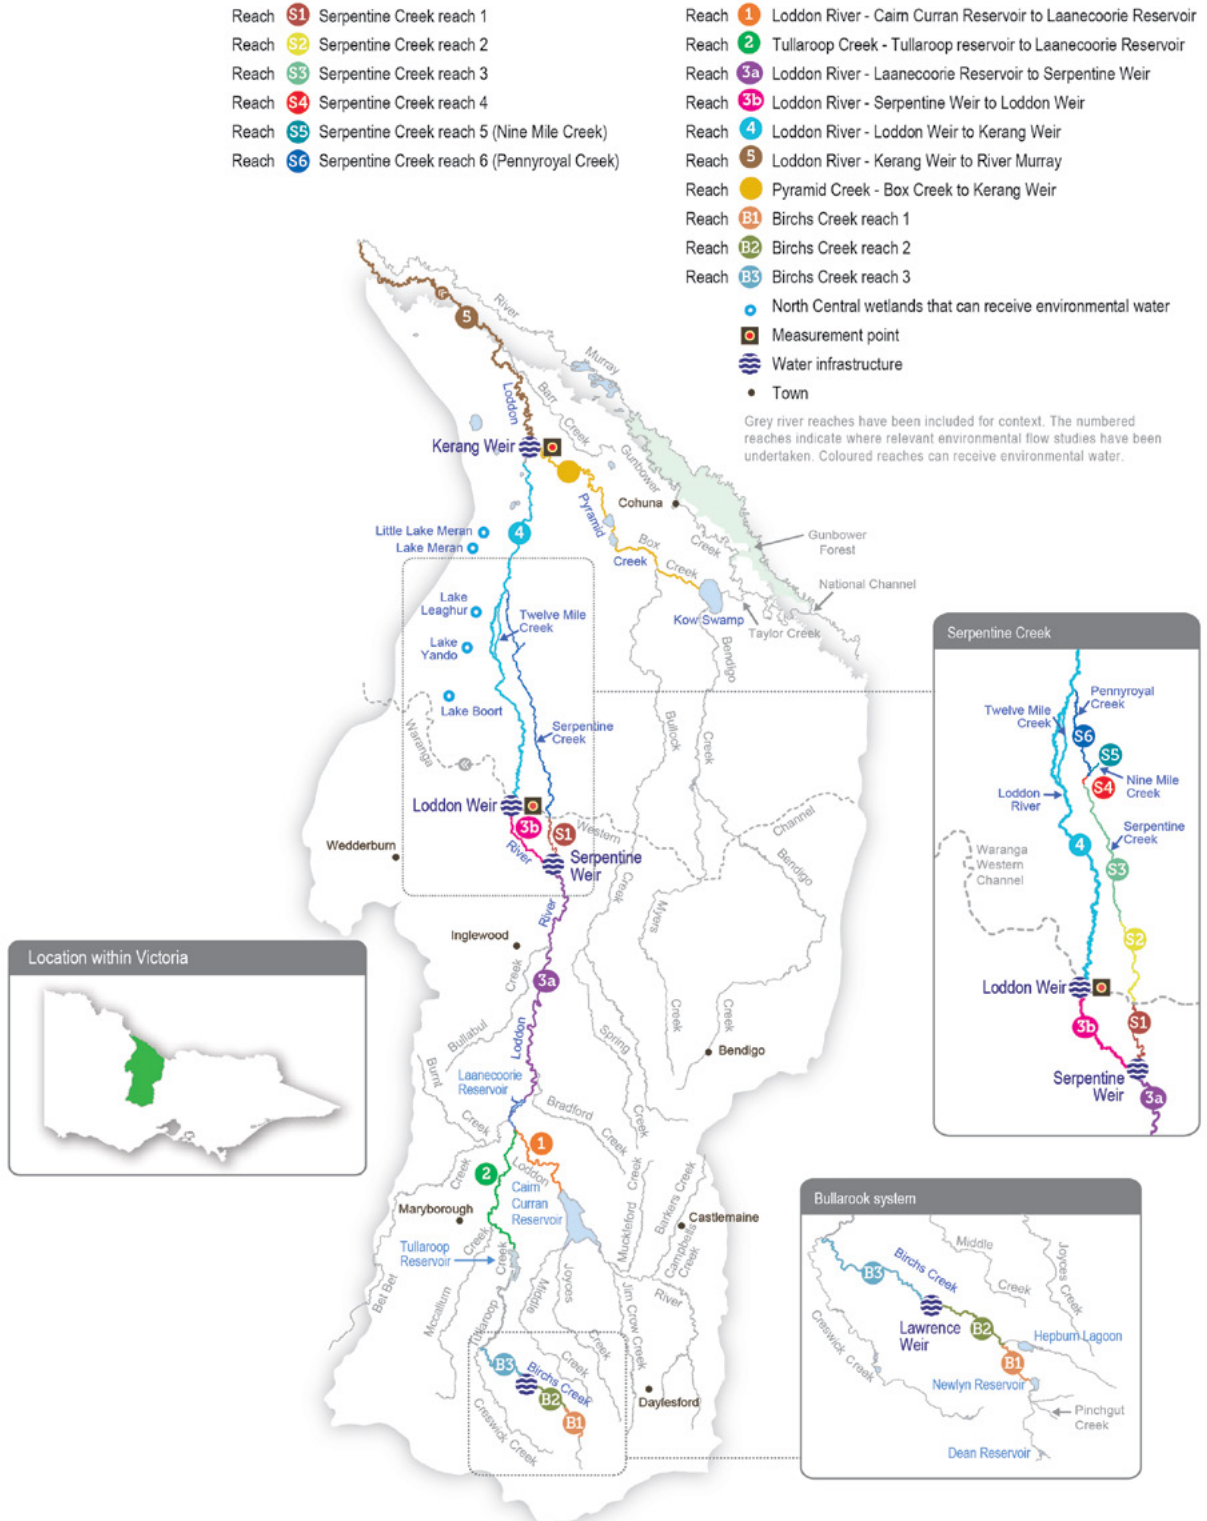 Reach S1 Serpentine Creek reach 1
Reach S2 Serpentine Creek reach 2
Reach S3 Serpentine Creek reach 3
Reach S4 Serpentine Creek reach 4
Reach S5 Serpentine Creek reach 5 (Nine Mile Creek)
Reach S6 Serpentine Creek reach 6 (Pennyroyal Creek)
Reach 1 Loddon River - Cairn Curran Reservoir to Laanecoorie Reservoir
Reach 2 Tullaroop Creek - Tullaroop reservoir to Laanecoorie Reservoir
Reach 3a Loddon River - Laanecoorie Reservoir to Serpentine Weir
Reach 3b Loddon River - Serpentine Weir to Loddon Weir
Reach 4 Loddon River - Loddon Weir to Kerang Weir
Reach 5 Loddon River - Kerang Weir to River Murray
Reach Pyramid Creek - Box Creek to Kerang Weir
Reach B1 Birchs Creek reach 1
Reach B2 Birchs Creek reach 2
Reach B3 Birchs Creek reach 3
North Central wetlands that can receive environmental water
Measurement point
Water infrastructure
Town
Grey river reaches have been included for context. The numbered
reaches indicate where relevant environmental flow studies have been
undertaken. Coloured reaches can receive environmental water.
River
Murray
5
Loddon
Barr
Creek
Kerang Weir
Gunbower
Creek
Cohuna
Pyramid
Creek
Box
Creek
Gunbower
Forest
National Channel
Taylor Creek
Kow Swamp
Little Lake Meran
Lake Meran
4
Lake
Leaghur
Lake
Yando
Lake Boort
Twelve Mile
Creek
Serpentine
Creek
Bendigo
Creek
Bullock
Creek
Waranga
Western
Channel
Loddon Weir
3b
S1
River
Serpentine
Weir
Wedderburn
Bendigo
Creek
Myers
Creek
River
Inglewood
3a
Loddon
Creek
Bullabul
Spring
Creek
Bendigo
Burnt
Creek
Laanecoorie
Reservoir
Bradford
Creek
1
2
Loddon
Cairn
Curran
Reservoir
Creek
Maryborough
Tullaroop
Reservoir
Creek
Creek
Bet Bet
Mccallum
Tullaroop
Middle
Creek
Joyces
Creek
Muckleford
Creek
Barkers Creek
Castlemaine
Campbells
Creek
Jim Crow Creek
River
B3
Birchs Creek
B2
B1
Creswick Creek
Daylesford
Location within Victoria
Serpentine Creek
Pennyroyal
Creek
Twelve Mile
Creek
S6
S5
S4
Nine Mile
Creek
Loddon
River
Serpentine
Creek
4
S3
Waranga
Western
Channel
S2
Loddon Weir
3b
S1
Serpentine
Weir
3a
Bullarook system
Middle
Creek
Joyces Creek
B3
Birchs Creek
Lawrence
Weir
B2
Hepburn Lagoon
B1
Creswick Creek
Newlyn Reservoir
Pinchgut
Creek
Dean Reservoir